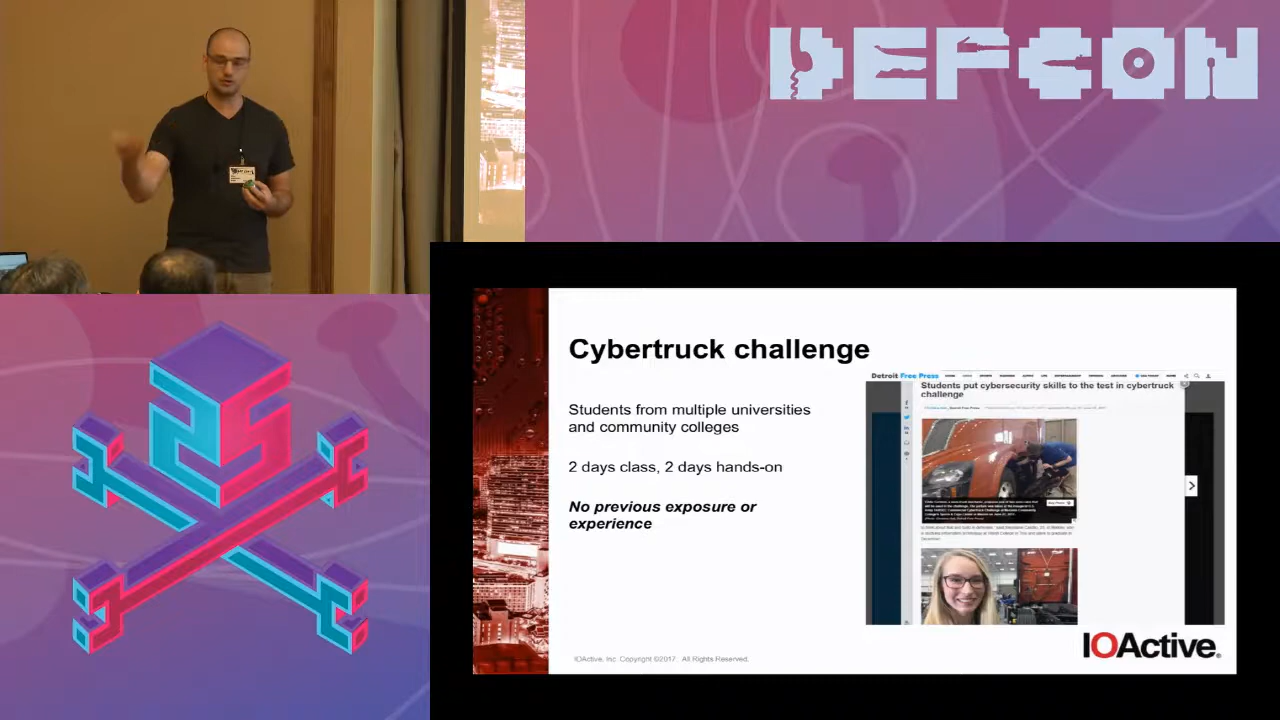 DEFCON
Cybertruck challenge
Students from multiple universities
and community colleges
2 days class, 2 days hands-on
No previous exposure or
experience
Detroit Free Press
Students put cybersecurity skills to the test in cybertruck
challenge
IOActive, Inc. Copyright ©2017. All Rights Reserved.
IOActive®